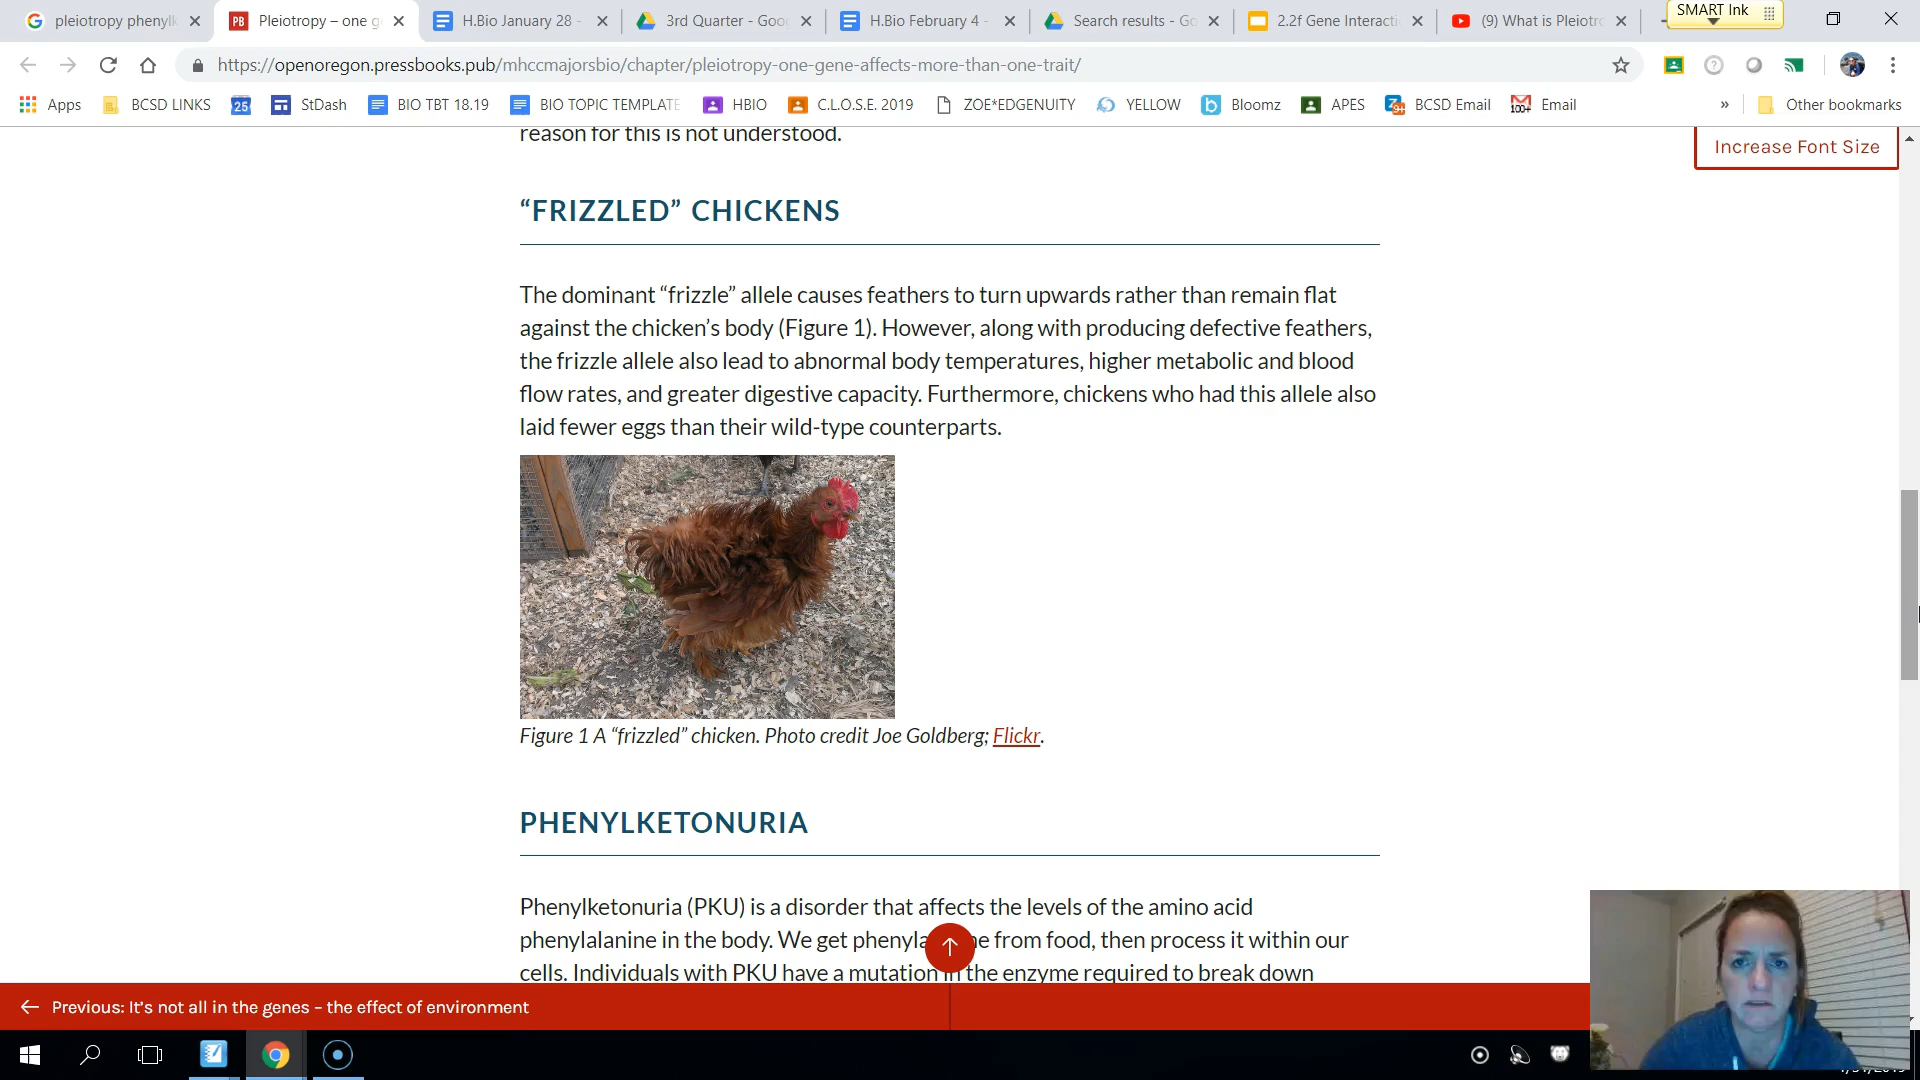 pleiotropy phenylk
Pleiotropy – one g
H.Bio January 28 -
3rd Quarter - Goo
H.Bio February 4 -
Search results - Go
2.2f Gene Interacti
(9) What is Pleiotro
SMART Ink
https://openoregon.pressbooks.pub/mhccmajorsbio/chapter/pleiotropy-one-gene-affects-more-than-one-trait/
Apps
BCSD LINKS
25
StDash
BIO TBT 18.19
BIO TOPIC TEMPLATE
HBIO
C.L.O.S.E. 2019
ZOE*EDGENUITY
YELLOW
Bloomz
APES
BCSD Email
Email
»
Other bookmarks
reason for this is not understood.
Increase Font Size
“FRIZZLED” CHICKENS
The dominant “frizzle” allele causes feathers to turn upwards rather than remain flat
against the chicken’s body (Figure 1). However, along with producing defective feathers,
the frizzle allele also lead to abnormal body temperatures, higher metabolic and blood
flow rates, and greater digestive capacity. Furthermore, chickens who had this allele also
laid fewer eggs than their wild-type counterparts.
Figure 1 A “frizzled” chicken. Photo credit Joe Goldberg; Flickr.
PHENYLKETONURIA
Phenylketonuria (PKU) is a disorder that affects the levels of the amino acid
phenylalanine in the body. We get phenyla ne from food, then process it within our
cells. Individuals with PKU have a mutation in the enzyme required to break down
Previous: It’s not all in the genes – the effect of environment